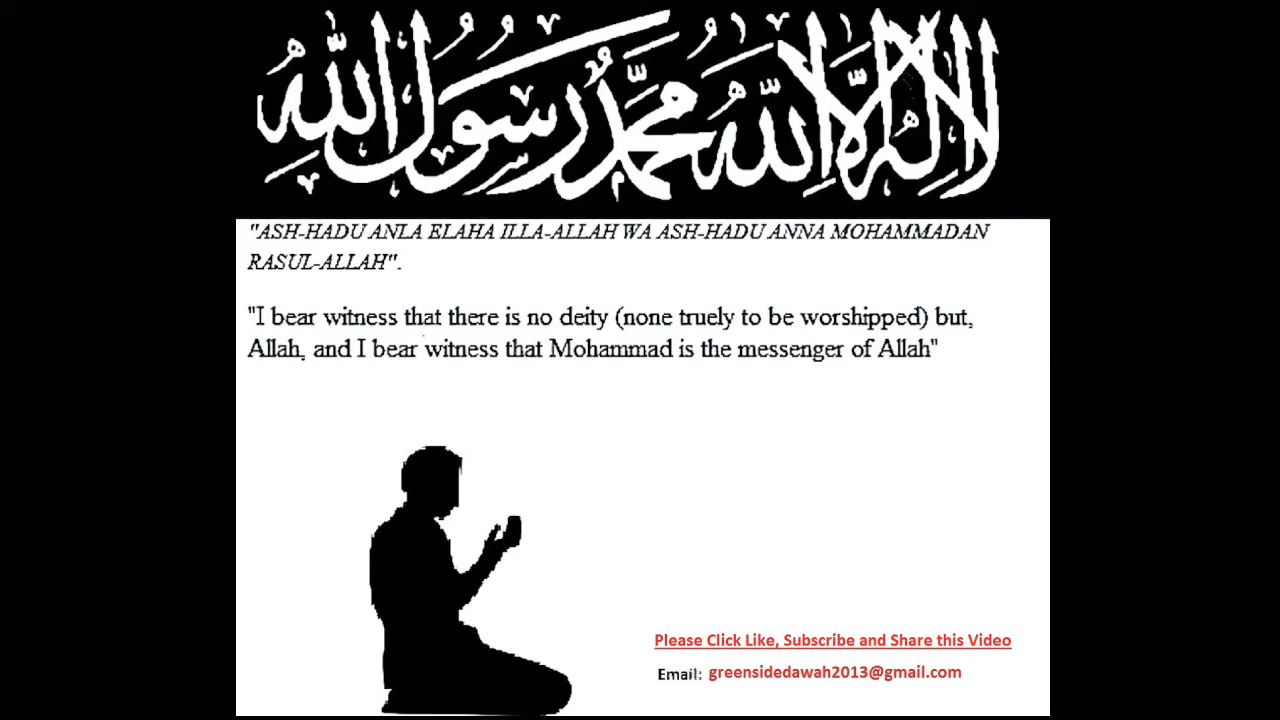 لا إله إلا الله محمد رسول الله
"ASH-HADU ANLA ELAHA ILLA-ALLAH WA ASH-HADU ANNA MOHAMMADAN
RASUL-ALLAH".
"I bear witness that there is no deity (none truely to be worshipped) but,
Allah, and I bear witness that Mohammad is the messenger of Allah"
Please Click Like, Subscribe and Share this Video
Email: greensidedawah2013@gmail.com